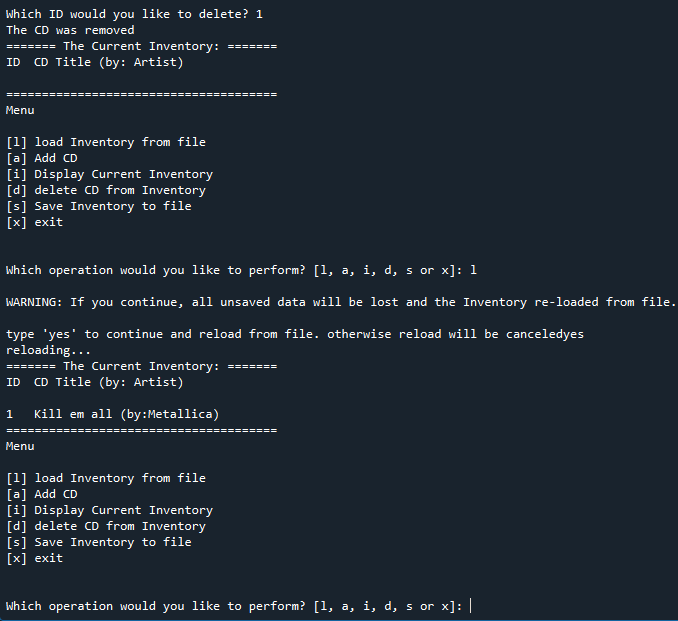 Which ID would you like to delete? 1
The CD was removed
======= The Current Inventory: =======
ID  CD Title (by: Artist)

======================================
Menu

[l] load Inventory from file
[a] Add CD
[i] Display Current Inventory
[d] delete CD from Inventory
[s] Save Inventory to file
[x] exit


Which operation would you like to perform? [l, a, i, d, s or x]: l

WARNING: If you continue, all unsaved data will be lost and the Inventory re-loaded from file.

type 'yes' to continue and reload from file. otherwise reload will be canceledyes
reloading...
======= The Current Inventory: =======
ID  CD Title (by: Artist)

1   Kill em all (by:Metallica)
======================================
Menu

[l] load Inventory from file
[a] Add CD
[i] Display Current Inventory
[d] delete CD from Inventory
[s] Save Inventory to file
[x] exit


Which operation would you like to perform? [l, a, i, d, s or x]: